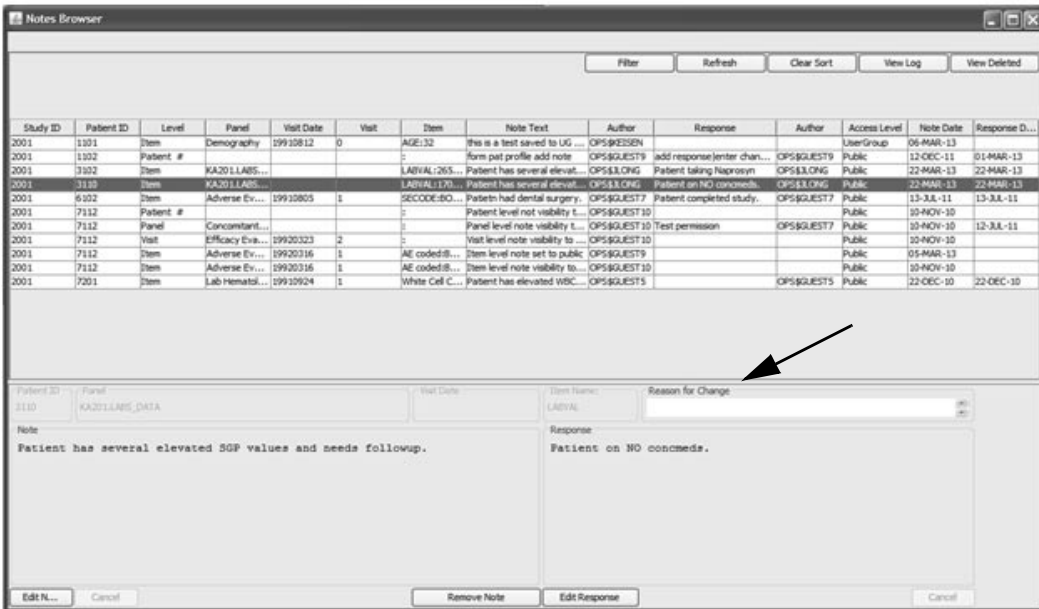 Notes Browser
Filter Refresh Clear Sort View Log View Deleted
Study ID Patient ID Level Panel Visit Date Visit Item Note Text Author Response Author Access Level Note Date Response D...
2001 1101 Item Demography 19910812 0 AGE:32 this is a test saved to UG ... OPS$KEISEN UserGroup 06-MAR-13
2001 1102 Patient # : form pat profile add note OPS$GUEST9 add response|enter chan... OPS$GUEST9 Public 12-DEC-11 01-MAR-13
2001 3102 Item KA201.LABS... LABVAL:265... Patient has several elevat... OPS$JLONG Patient taking Naprosyn OPS$JLONG Public 22-MAR-13 22-MAR-13
2001 3110 Item KA201.LABS... LABVAL:170... Patient has several elevat... OPS$JLONG Patient on NO concmeds. OPS$JLONG Public 22-MAR-13 22-MAR-13
2001 6102 Item Adverse Ev... 19910805 1 SECODE:BO... Patietn had dental surgery. OPS$GUEST7 Patient completed study. OPS$GUEST7 Public 13-JUL-11 13-JUL-11
2001 7112 Patient # : Patient level not visibility t... OPS$GUEST10 Public 10-NOV-10
2001 7112 Panel Concomitant... : Panel level note visibility t... OPS$GUEST10 Test permission OPS$GUEST7 Public 10-NOV-10 12-JUL-11
2001 7112 Visit Efficacy Eva... 19920323 2 : Visit level note visibility to ... OPS$GUEST10 Public 10-NOV-10
2001 7112 Item Adverse Ev... 19920316 1 AE coded:B... Item level note set to public OPS$GUEST9 Public 05-MAR-13
2001 7112 Item Adverse Ev... 19920316 1 AE coded:B... Item level note visibility to... OPS$GUEST10 Public 10-NOV-10
2001 7201 Item Lab Hematol... 19910924 1 White Cell C... Patient has elevated WBC... OPS$GUEST5 OPS$GUEST5 Public 22-DEC-10 22-DEC-10
Patient ID Panel Visit Date Item Name: Reason for Change
3110 KA201.LABS_DATA LABVAL
Note Response
Patient has several elevated SGP values and needs followup. Patient on NO concmeds.
Edit N... Cancel Remove Note Edit Response Cancel